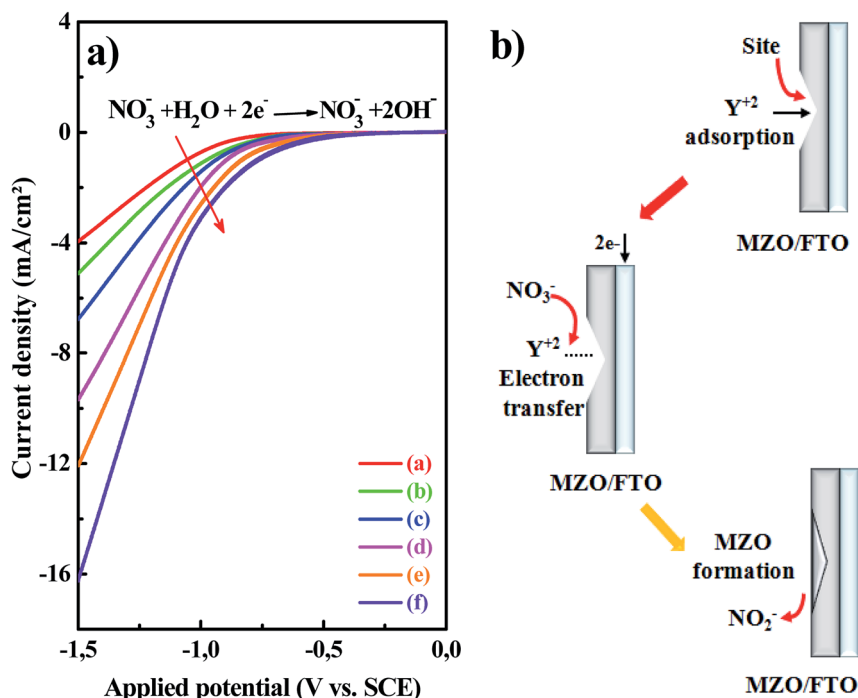 a)
NO₃⁻ +H₂O + 2e⁻ → NO₃⁻ +2OH⁻
4
0
-4
-8
-12
-16
Current density (mA/cm²)
(a)
(b)
(c)
(d)
(e)
(f)
-1,5
-1,0
-0,5
0,0
Applied potential (V vs. SCE)
b)
Site
Y⁺²
adsorption
MZO/FTO
2e-
NO₃⁻
Y⁺²
Electron
transfer
MZO/FTO
MZO
formation
NO₂⁻
MZO/FTO